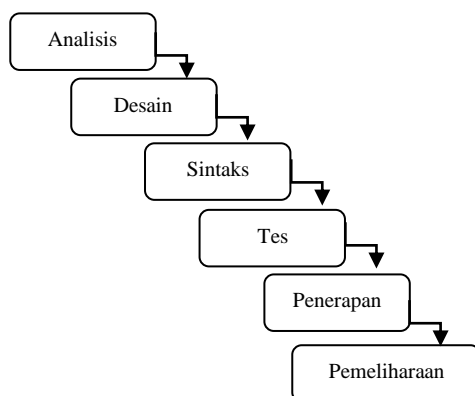 Analisis
Desain
Sintaks
Tes
Penerapan
Pemeliharaan